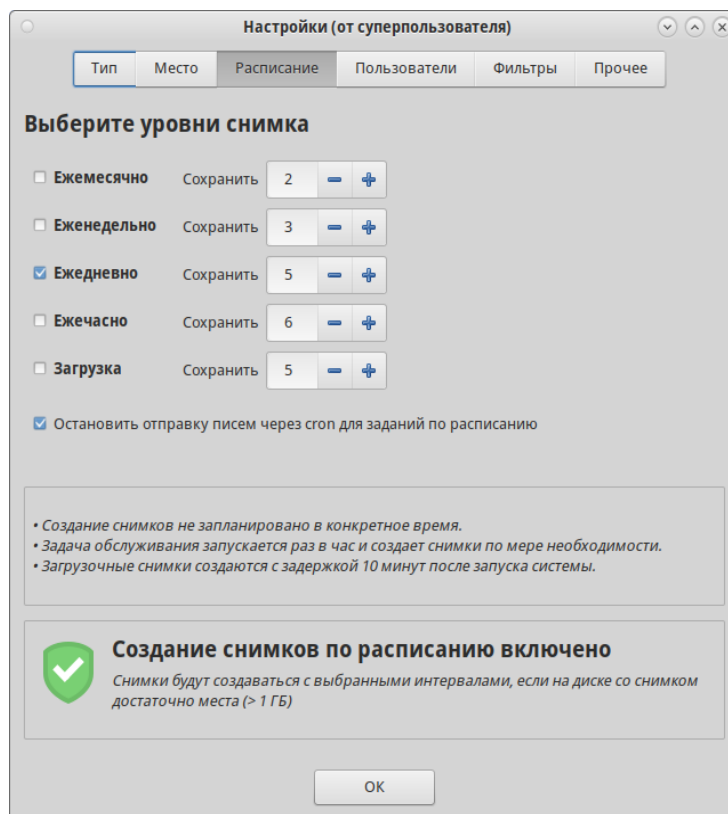 Настройки (от суперпользователя)
Тип Место Расписание Пользователи Фильтры Прочее
Выберите уровни снимка
Ежемесячно Сохранить 2
Еженедельно Сохранить 3
Ежедневно Сохранить 5
Ежечасно Сохранить 6
Загрузка Сохранить 5
Остановить отправку писем через cron для заданий по расписанию
• Создание снимков не запланировано в конкретное время.
• Задача обслуживания запускается раз в час и создает снимки по мере необходимости.
• Загрузочные снимки создаются с задержкой 10 минут после запуска системы.
Создание снимков по расписанию включено
Снимки будут создаваться с выбранными интервалами, если на диске со снимком
достаточно места (> 1 ГБ)
ОК